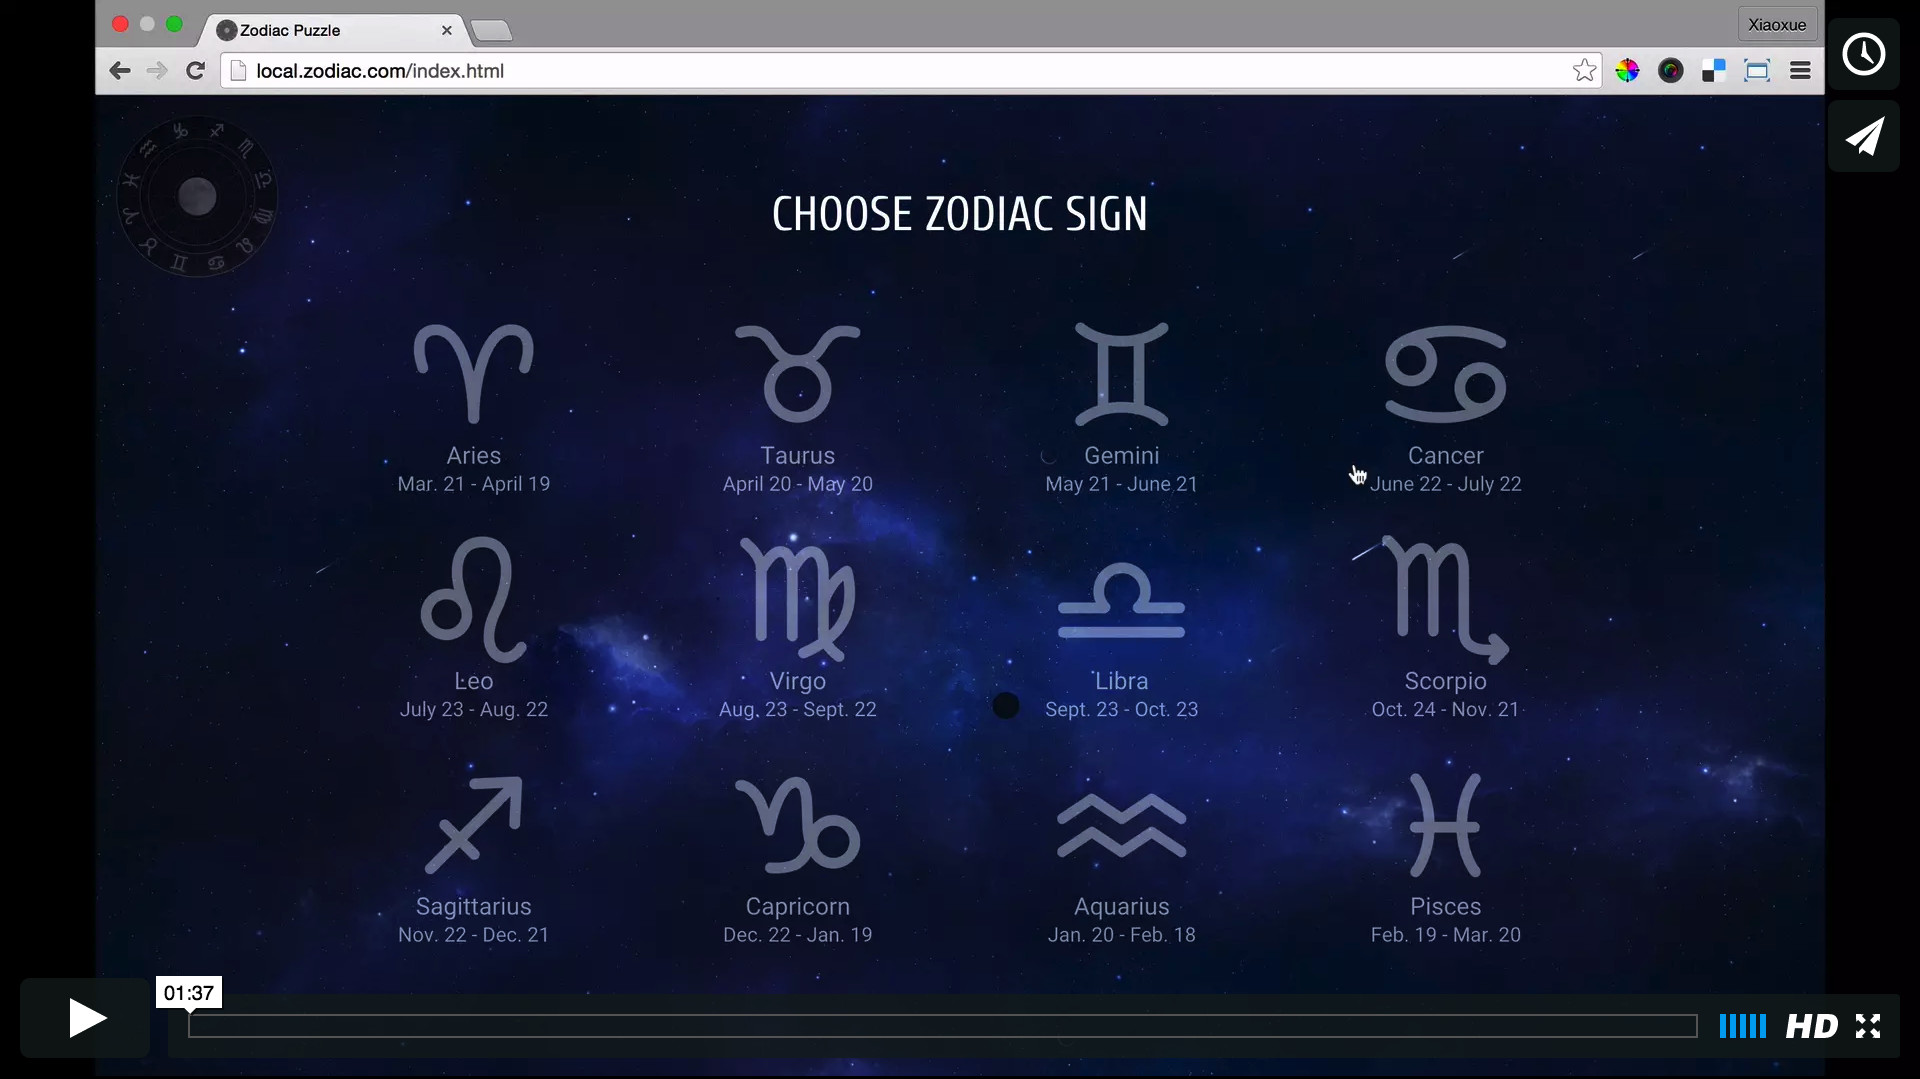 Zodiac Puzzle
Xiaoxue
local.zodiac.com/index.html
CHOOSE ZODIAC SIGN
Aries
Mar. 21 - April 19
Taurus
April 20 - May 20
Gemini
May 21 - June 21
Cancer
June 22 - July 22
Leo
July 23 - Aug. 22
Virgo
Aug. 23 - Sept. 22
Libra
Sept. 23 - Oct. 23
Scorpio
Oct. 24 - Nov. 21
Sagittarius
Nov. 22 - Dec. 21
Capricorn
Dec. 22 - Jan. 19
Aquarius
Jan. 20 - Feb. 18
Pisces
Feb. 19 - Mar. 20
01:37
HD